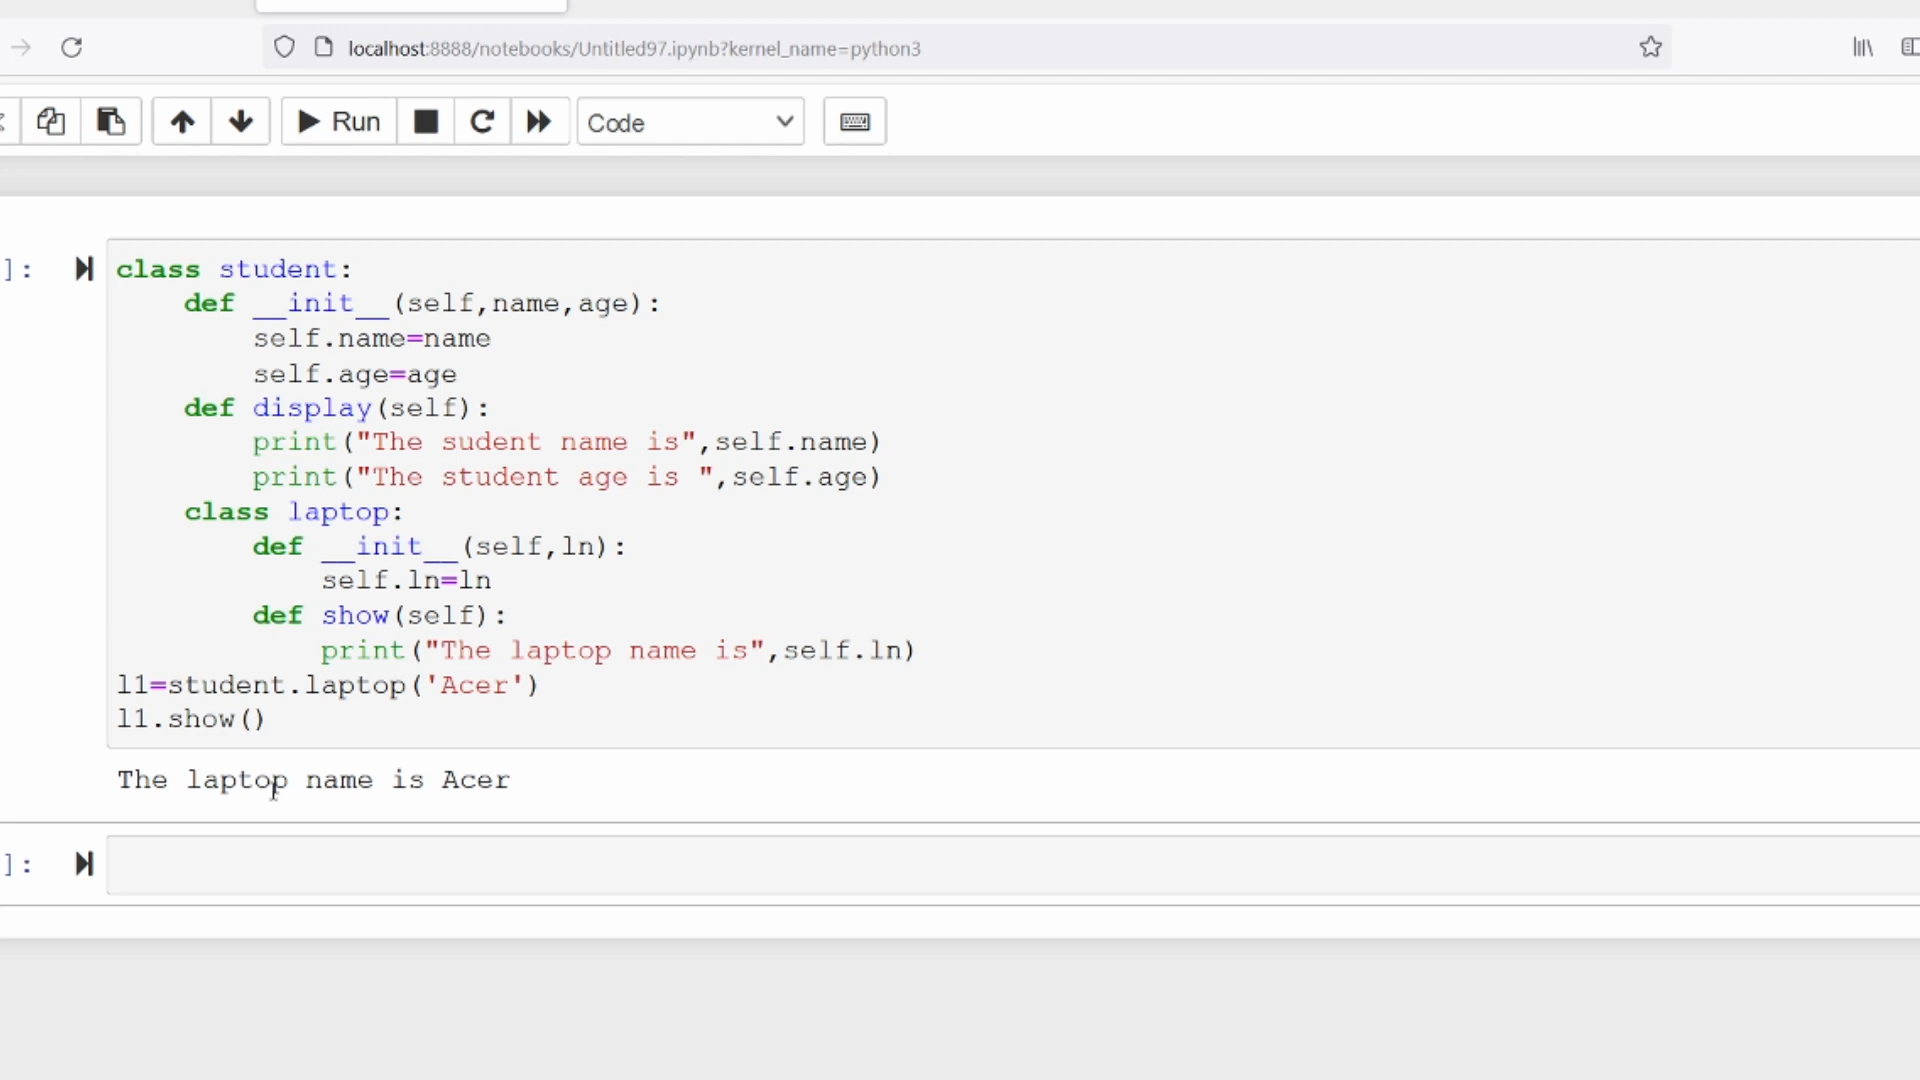 localhost:8888/notebooks/Untitled97.ipynb?kernel_name=python3
Run
Code
]:
class student:
    def __init__(self,name,age):
        self.name=name
        self.age=age
    def display(self):
        print("The sudent name is",self.name)
        print("The student age is ",self.age)
    class laptop:
        def __init__(self,ln):
            self.ln=ln
        def show(self):
            print("The laptop name is",self.ln)
l1=student.laptop('Acer')
l1.show()
The laptop name is Acer
]: